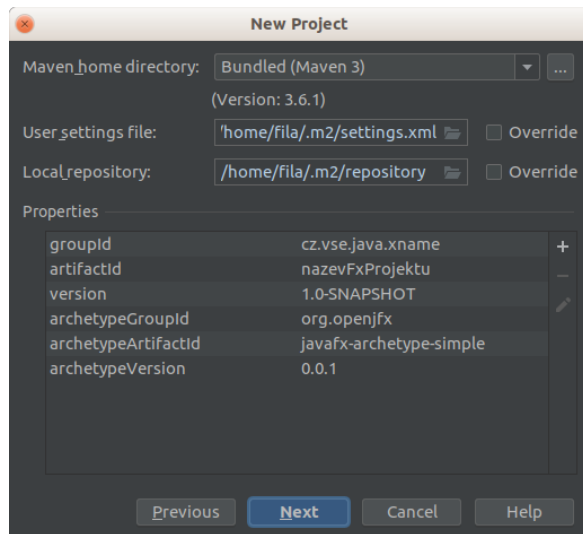 New Project
Maven home directory: Bundled (Maven 3) ...
(Version: 3.6.1)
User settings file: /home/fila/.m2/settings.xml Override
Local repository: /home/fila/.m2/repository Override
Properties
groupId cz.vse.java.xname
artifactId nazevFxProjektu
version 1.0-SNAPSHOT
archetypeGroupId org.openjfx
archetypeArtifactId javafx-archetype-simple
archetypeVersion 0.0.1
Previous Next Cancel Help